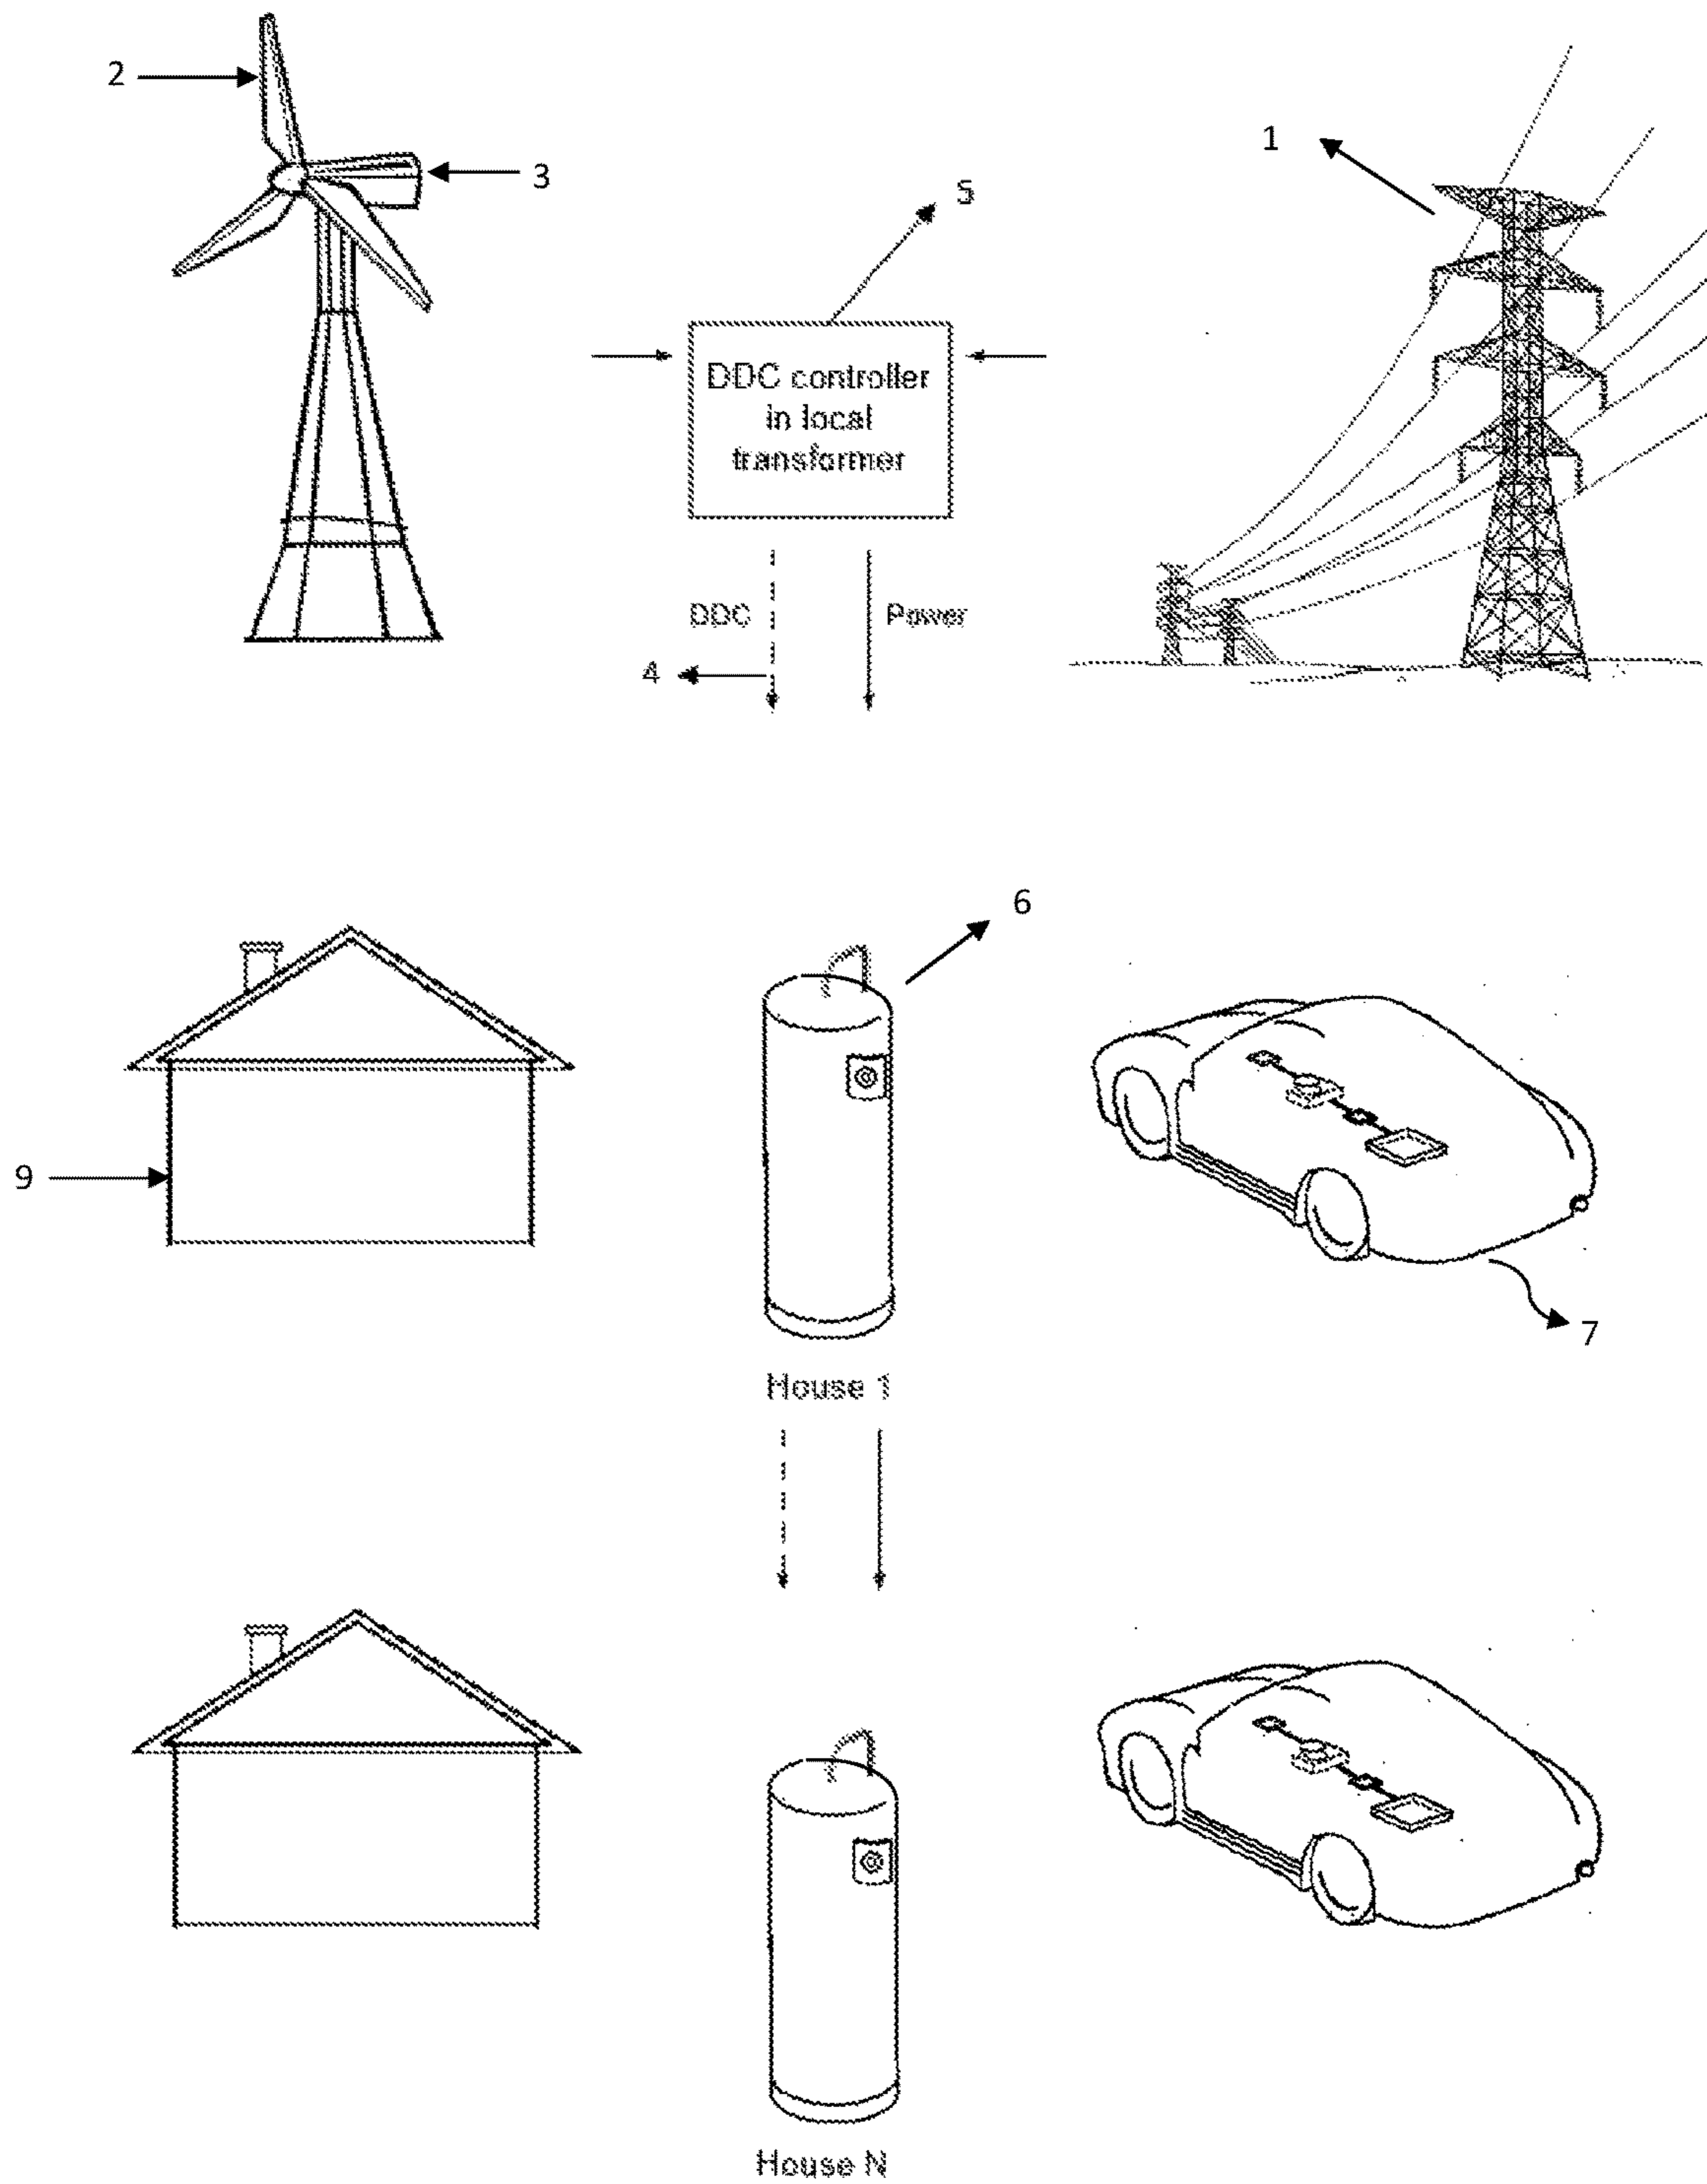 2
3
1
5
DDC controller
in local
transformer
DDC
Power
4
6
9
7
House 1
House N